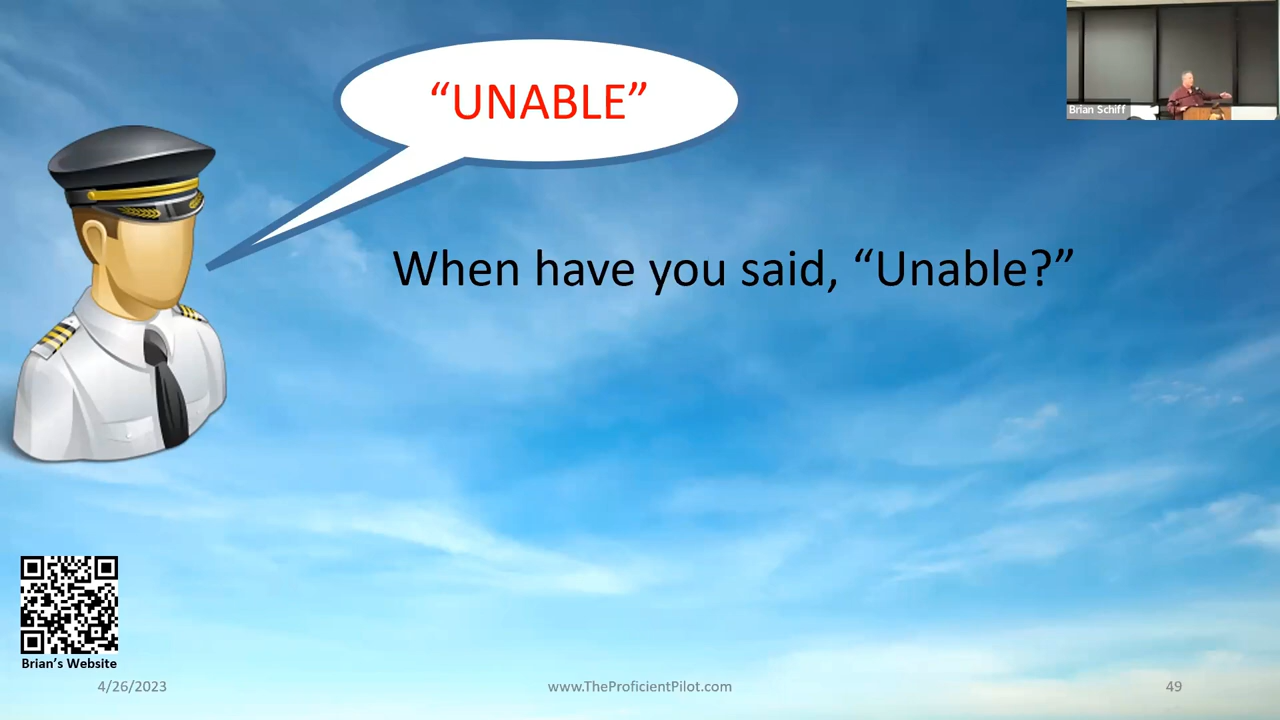 “UNABLE”
Brian Schiff
When have you said, “Unable?”
Brian’s Website
4/26/2023
www.TheProficientPilot.com
49